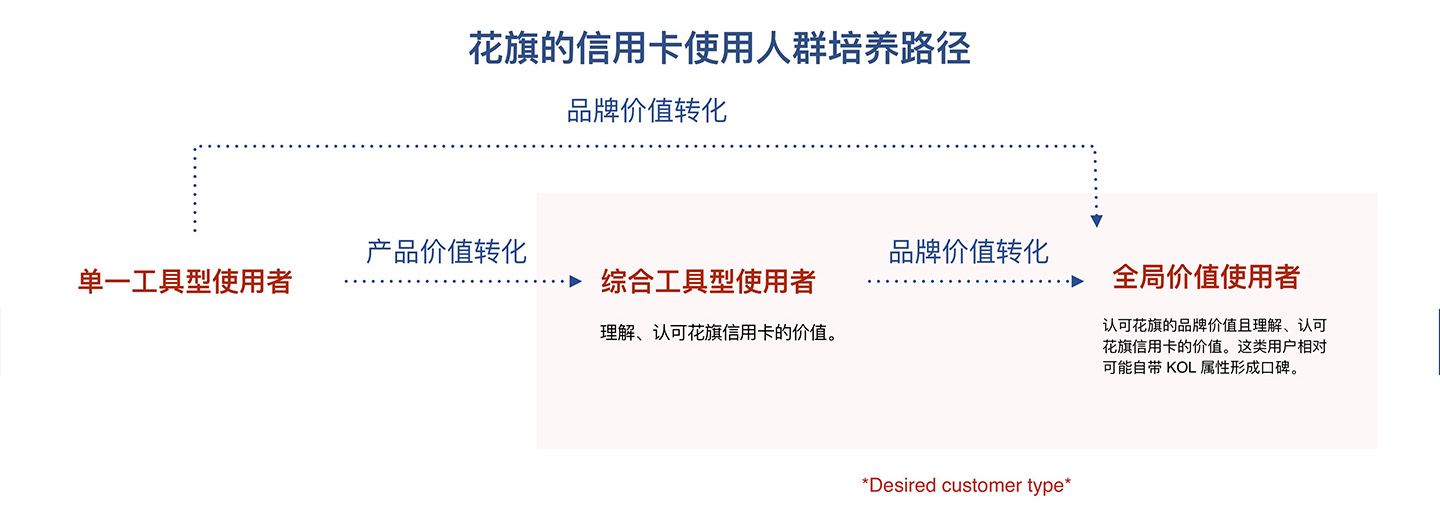 花旗的信用卡使用人群培养路径
品牌价值转化
产品价值转化
品牌价值转化
单一工具型使用者
综合工具型使用者
全局价值使用者
理解、认可花旗信用卡的价值。
认可花旗的品牌价值且理解、认可
花旗信用卡的价值。这类用户相对
可能自带 KOL 属性形成口碑。
*Desired customer type*